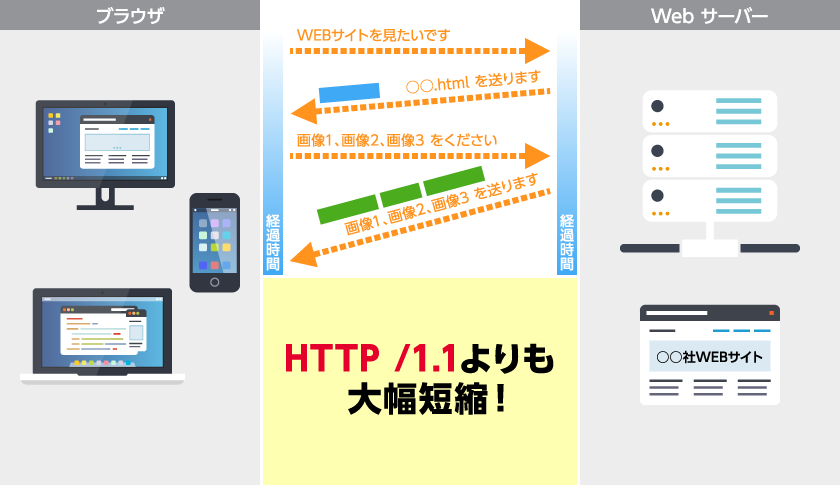 ブラウザ
Web サーバー
WEBサイトを見たいです
〇〇.html を送ります
画像1、画像2、画像3 をください
画像1、画像2、画像3 を送ります
経過時間
経過時間
HTTP /1.1よりも
大幅短縮！
〇〇社WEBサイト